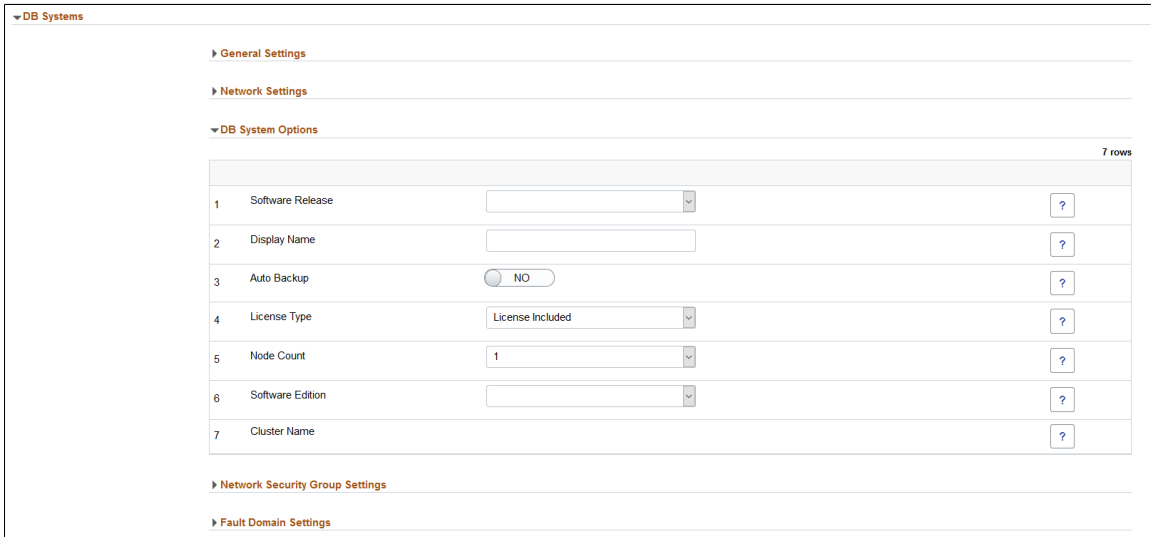 DB Systems
General Settings
Network Settings
DB System Options
7 rows
1 Software Release ?
2 Display Name ?
3 Auto Backup NO ?
4 License Type License Included ?
5 Node Count 1 ?
6 Software Edition ?
7 Cluster Name ?
Network Security Group Settings
Fault Domain Settings